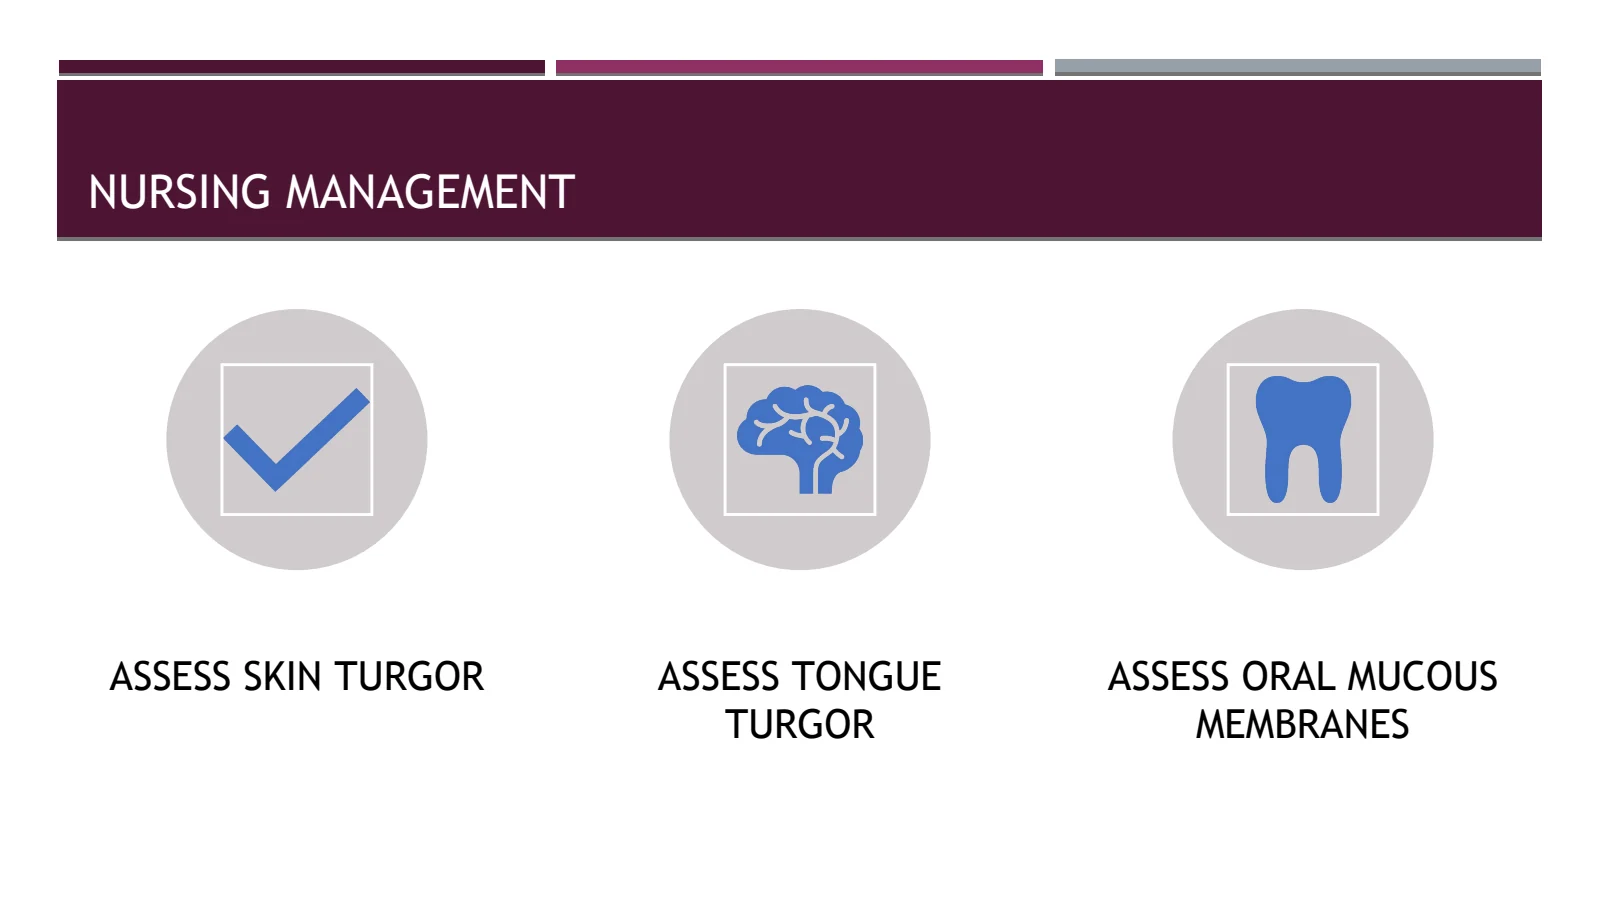 NURSING MANAGEMENT
ASSESS SKIN TURGOR
ASSESS TONGUE
TURGOR
ASSESS ORAL MUCOUS
MEMBRANES